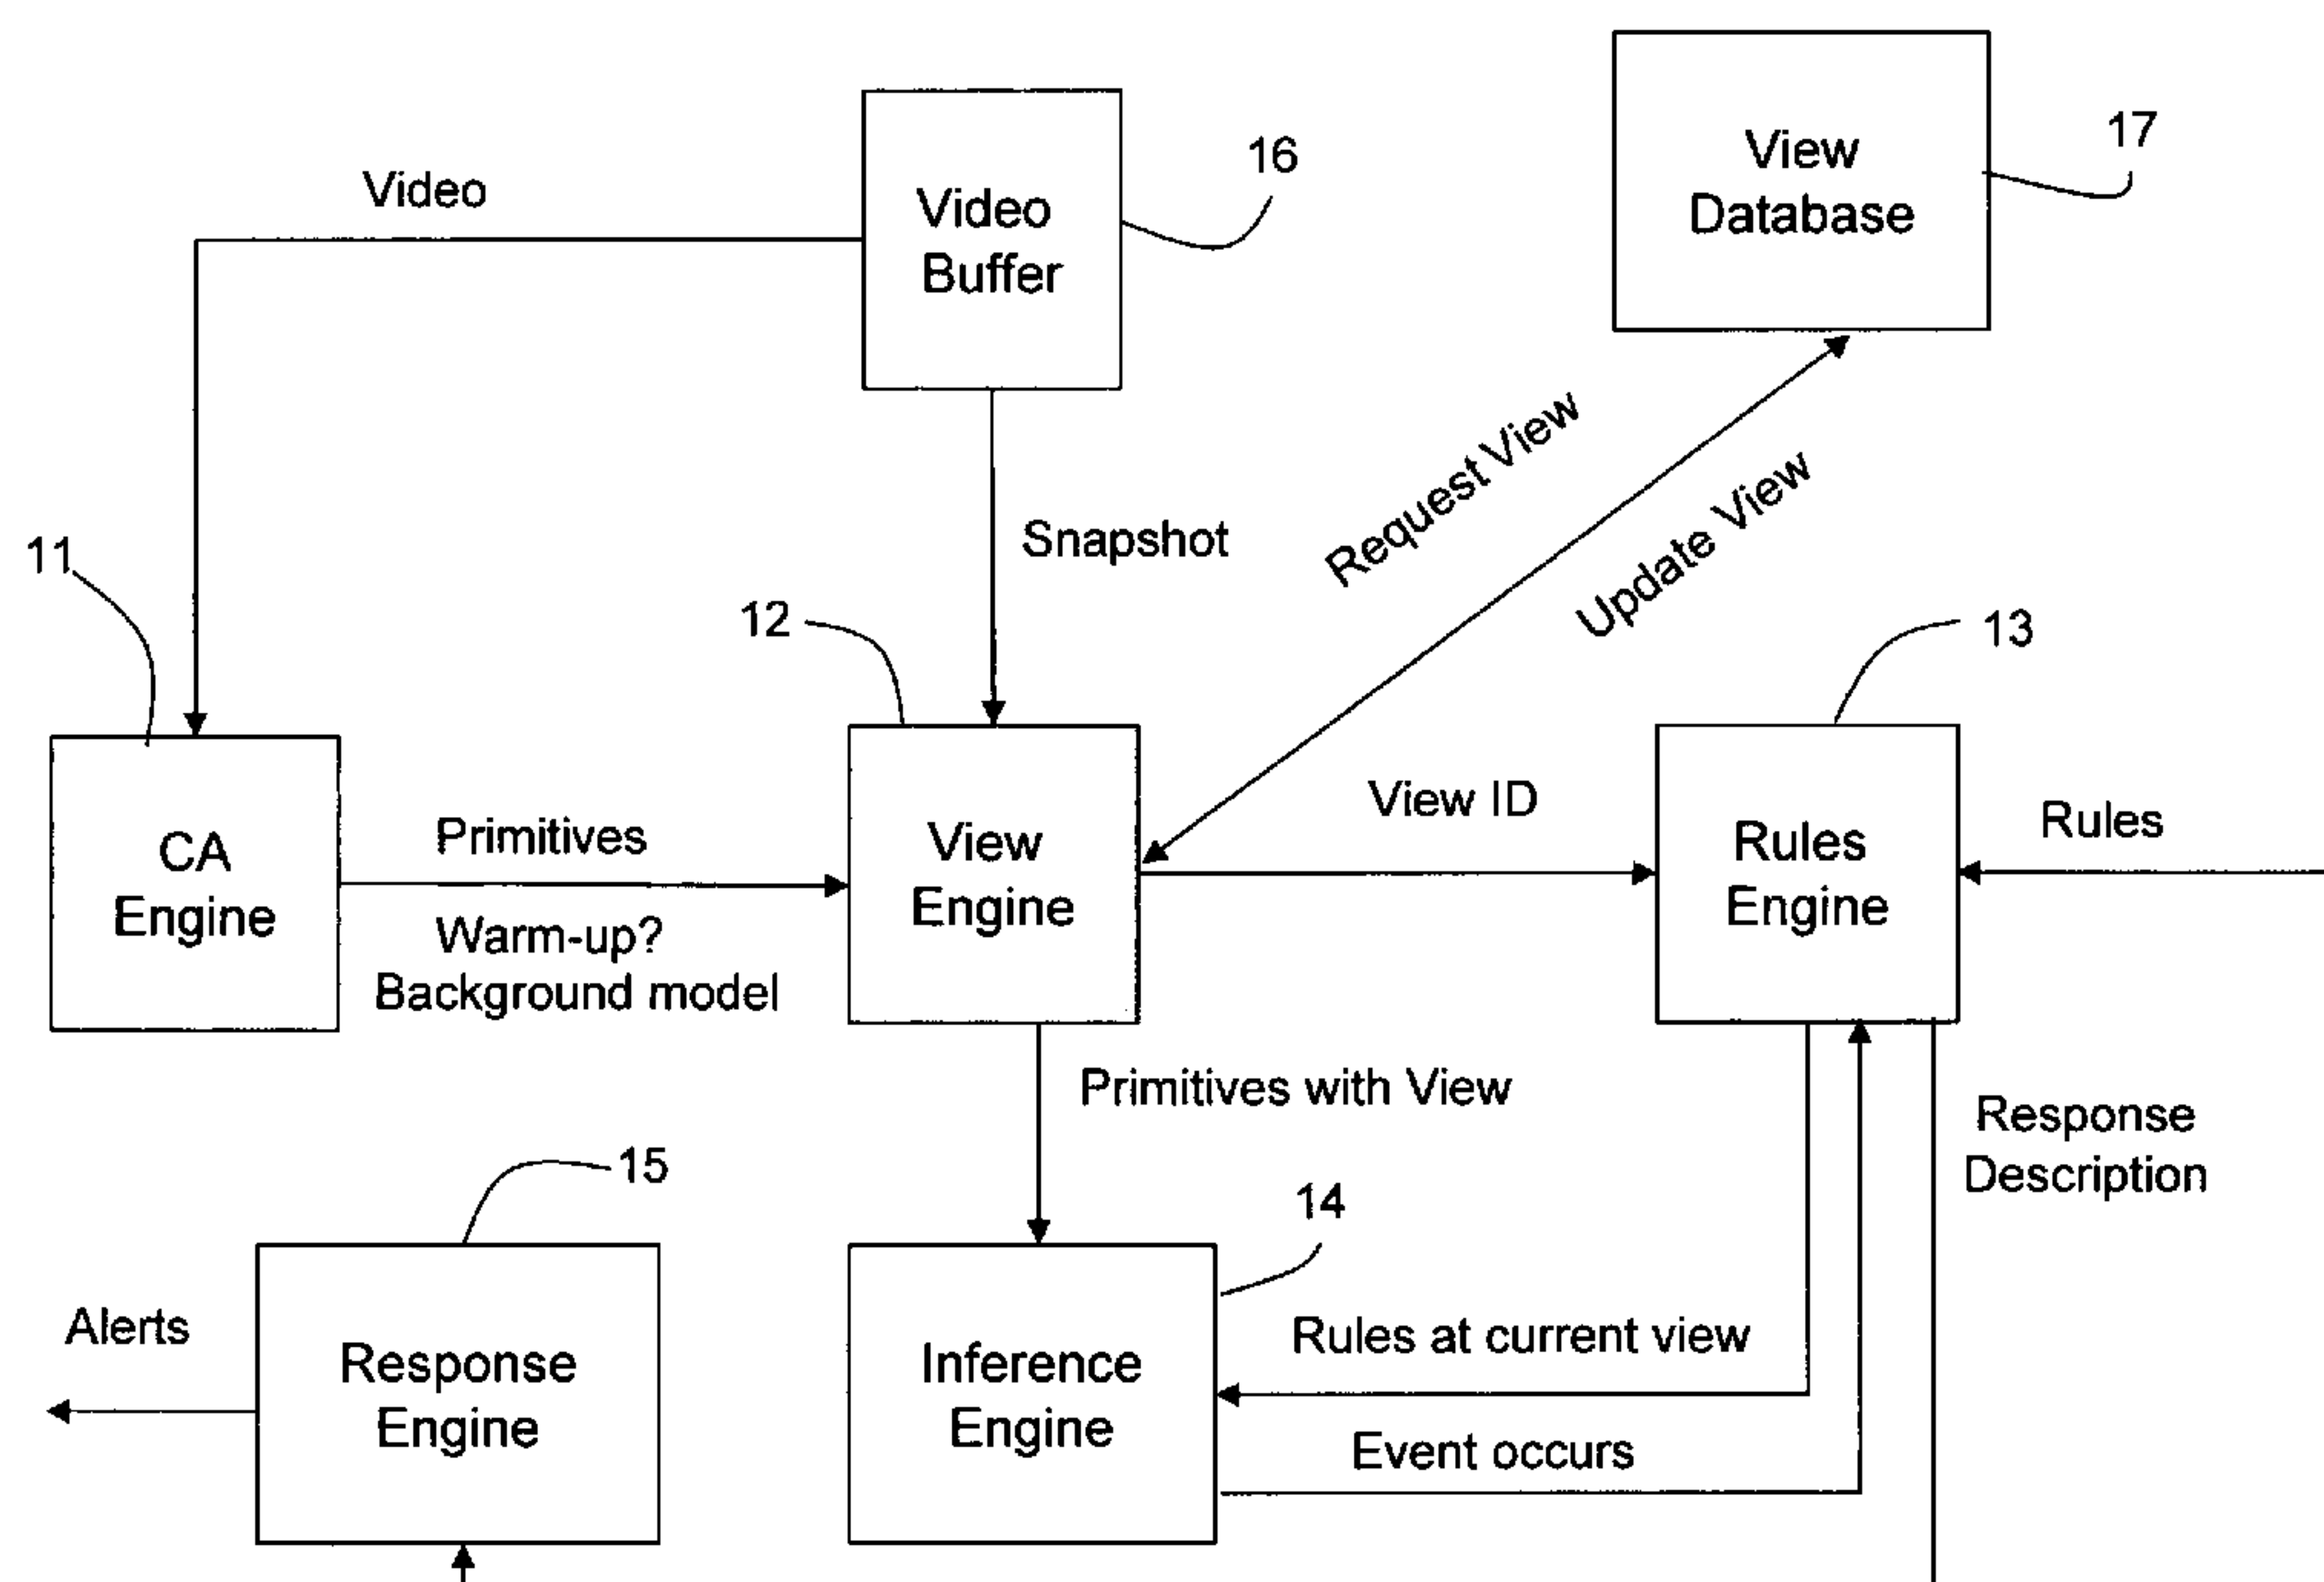 View
Database
17
Video
Buffer
16
Video
Snapshot
Request View
Update View
11
12
13
CA
Engine
Primitives
Warm-up?
Background model
View
Engine
View ID
Rules
Engine
Rules
Primitives with View
Response
Description
15
14
Alerts
Response
Engine
Inference
Engine
Rules at current view
Event occurs